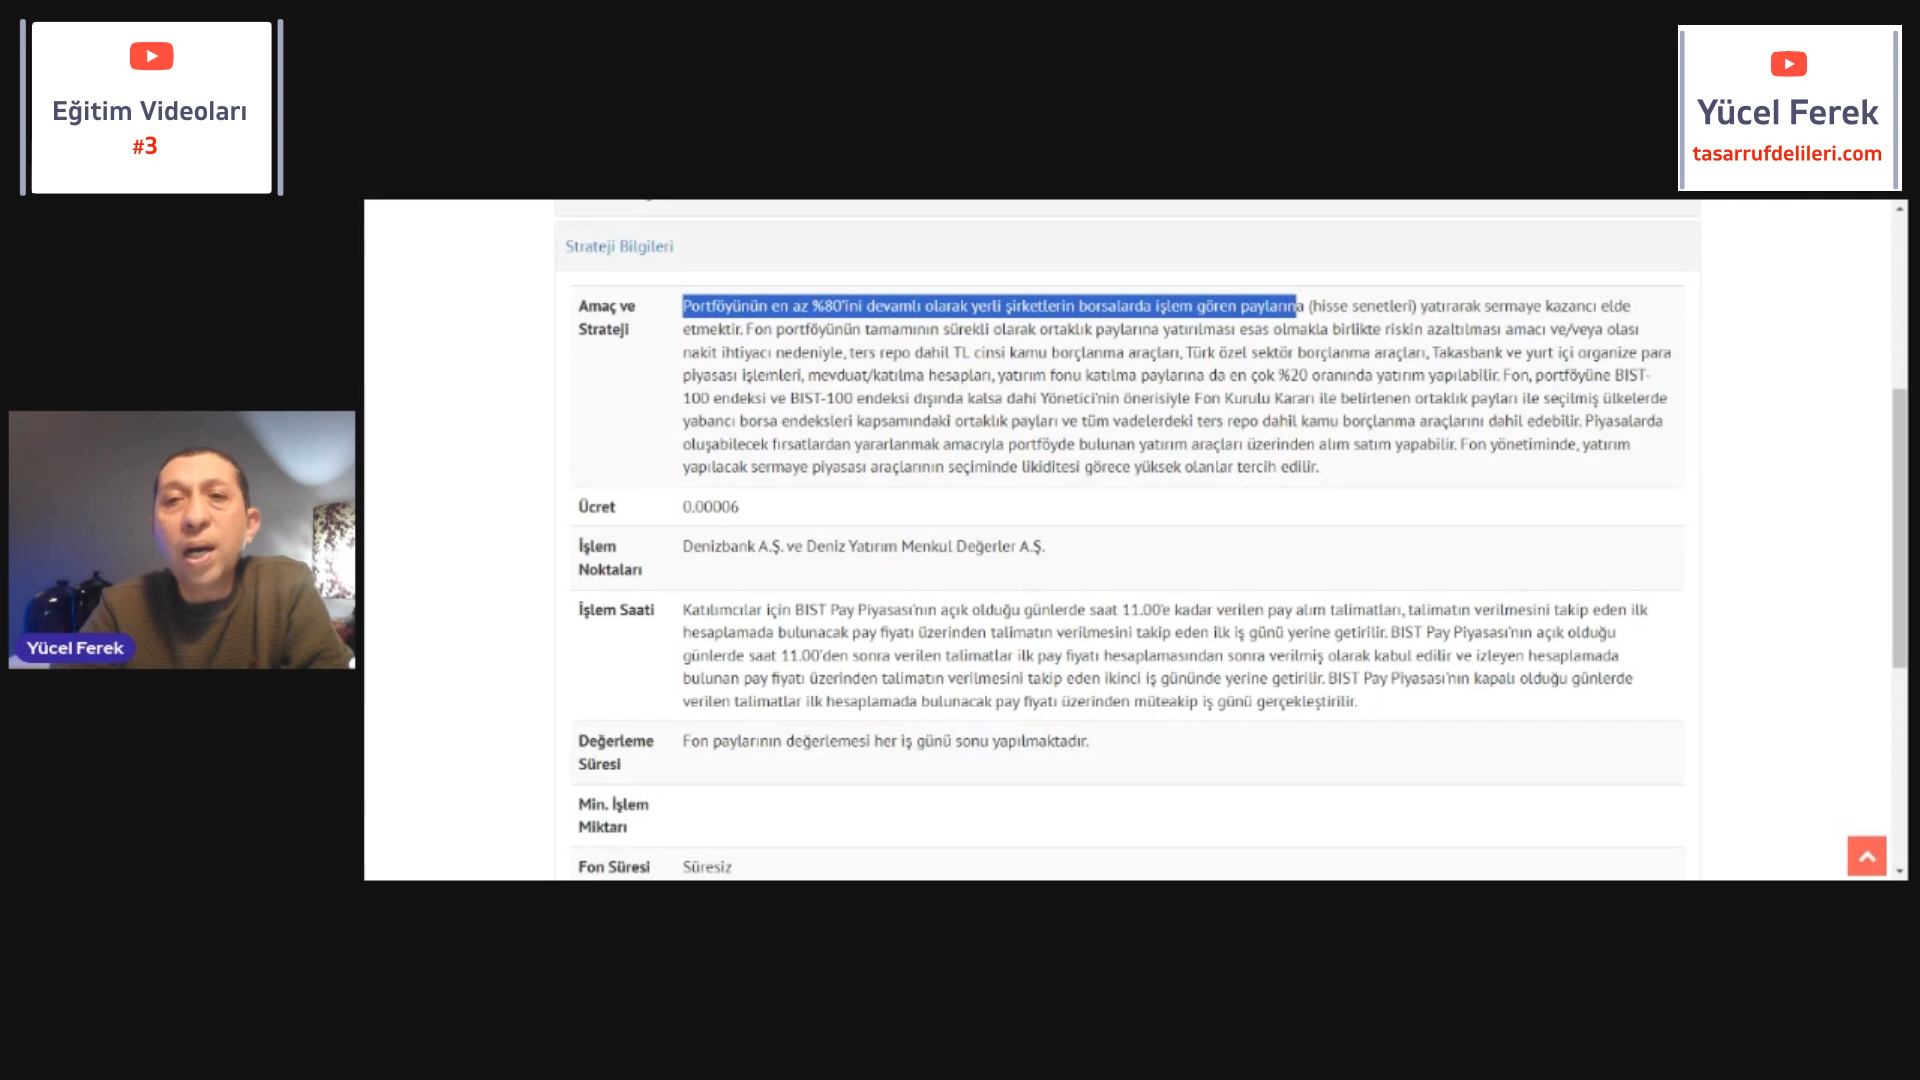 Eğitim Videoları
#3
Yücel Ferek
tasarrufdelileri.com
Strateji Bilgileri
Amaç ve
Strateji
Portföyünün en az %80'ini devamlı olarak yerli şirketlerin borsalarda işlem gören paylarına (hisse senetleri) yatırarak sermaye kazancı elde
etmektir. Fon portföyünün tamamının sürekli olarak ortaklık paylarına yatırılması esas olmakla birlikte riskin azaltılması amacı ve/veya olası
nakit ihtiyacı nedeniyle, ters repo dahil TL cinsi kamu borçlanma araçları, Türk özel sektör borçlanma araçları, Takasbank ve yurt içi organize para
piyasası işlemleri, mevduat/katılma hesapları, yatırım fonu katılma paylarına da en çok %20 oranında yatırım yapılabilir. Fon, portföyüne BIST-
100 endeksi ve BIST-100 endeksi dışında kalsa dahi Yönetici'nin önerisiyle Fon Kurulu Kararı ile belirlenen ortaklık payları ile seçilmiş ülkelerde
yabancı borsa endeksleri kapsamındaki ortaklık payları ve tüm vadelerdeki ters repo dahil kamu borçlanma araçlarını dahil edebilir. Piyasalarda
oluşabilecek fırsatlardan yararlanmak amacıyla portföyde bulunan yatırım araçları üzerinden alım satım yapabilir. Fon yönetiminde, yatırım
yapılacak sermaye piyasası araçlarının seçiminde likiditesi görece yüksek olanlar tercih edilir.
Ücret
0.00006
İşlem
Noktaları
Denizbank A.Ş. ve Deniz Yatırım Menkul Değerler A.Ş.
İşlem Saati
Katılımcılar için BIST Pay Piyasası'nın açık olduğu günlerde saat 11.00'e kadar verilen pay alım talimatları, talimatın verilmesini takip eden ilk
hesaplamada bulunacak pay fiyatı üzerinden talimatın verilmesini takip eden ilk iş günü yerine getirilir. BIST Pay Piyasası'nın açık olduğu
günlerde saat 11.00'den sonra verilen talimatlar ilk pay fiyatı hesaplamasından sonra verilmiş olarak kabul edilir ve izleyen hesaplamada
bulunan pay fiyatı üzerinden talimatın verilmesini takip eden ikinci iş gününde yerine getirilir. BIST Pay Piyasası'nın kapalı olduğu günlerde
verilen talimatlar ilk hesaplamada bulunacak pay fiyatı üzerinden müteakip iş günü gerçekleştirilir.
Değerleme
Süresi
Fon paylarının değerlemesi her iş günü sonu yapılmaktadır.
Min. İşlem
Miktarı
Fon Süresi
Süresiz
Yücel Ferek